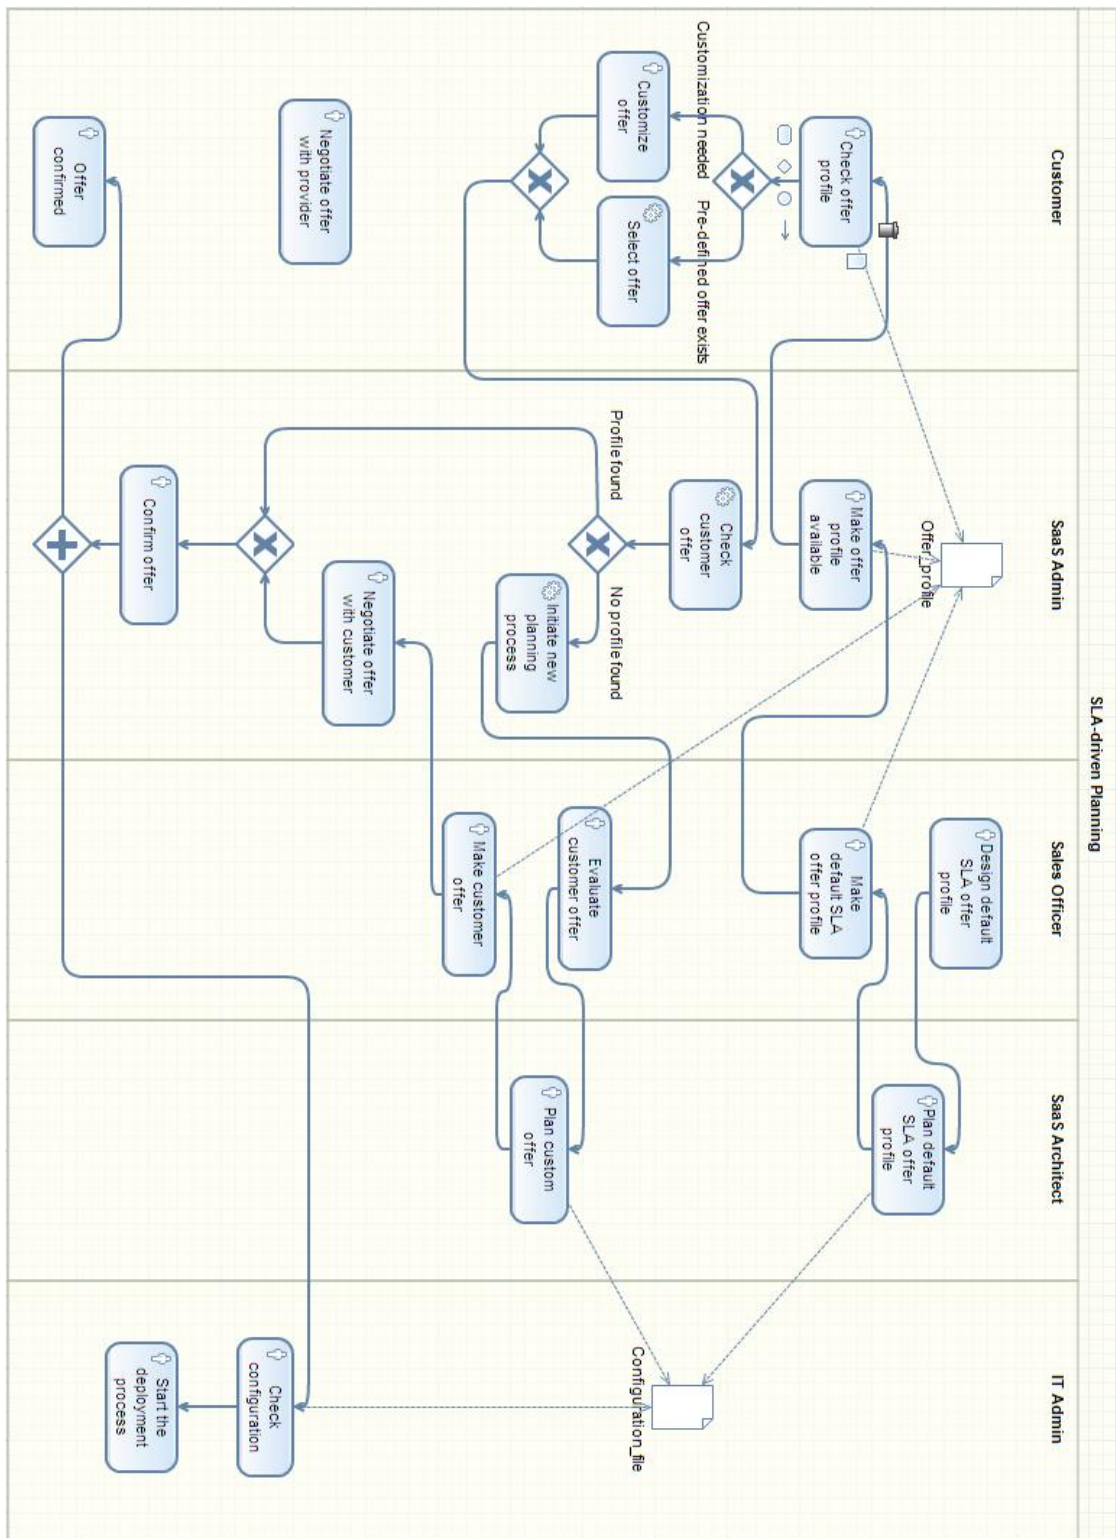 SLA-driven Planning
Customer
SaaS Admin
Sales Officer
SaaS Architect
IT Admin
Design default
SLA offer
profile
Plan default
SLA offer
profile
Offer_profile
Check offer
profile
Make offer
profile
available
Make
default SLA
offer profile
Customization needed
Pre-defined offer exists
Check
customer
offer
Configuration_file
Customize
offer
Select offer
Profile found
No profile found
Initiate new
planning
process
Evaluate
customer offer
Plan custom
offer
Make customer
offer
Negotiate offer
with provider
Negotiate offer
with customer
Check
configuration
Confirm offer
Start the
deployment
process
Offer
confirmed